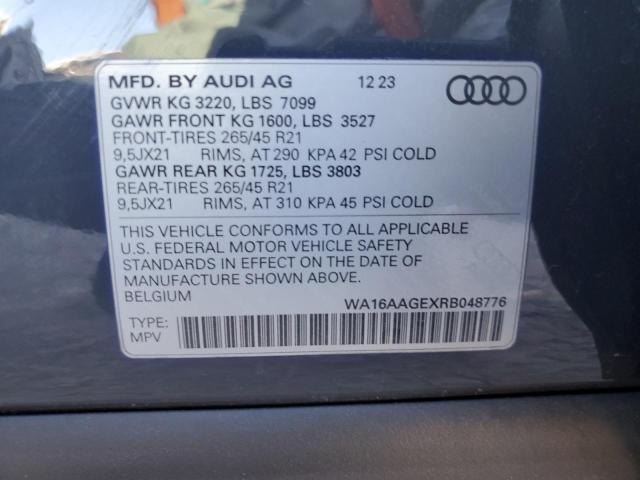 MFD. BY AUDI AG 12 23
GVWR KG 3220, LBS 7099
GAWR FRONT KG 1600, LBS 3527
FRONT-TIRES 265/45 R21
9,5JX21 RIMS, AT 290 KPA 42 PSI COLD
GAWR REAR KG 1725, LBS 3803
REAR-TIRES 265/45 R21
9,5JX21 RIMS, AT 310 KPA 45 PSI COLD
THIS VEHICLE CONFORMS TO ALL APPLICABLE
U.S. FEDERAL MOTOR VEHICLE SAFETY
STANDARDS IN EFFECT ON THE DATE OF
MANUFACTURE SHOWN ABOVE.
BELGIUM WA16AAGEXRB048776
TYPE:
MPV